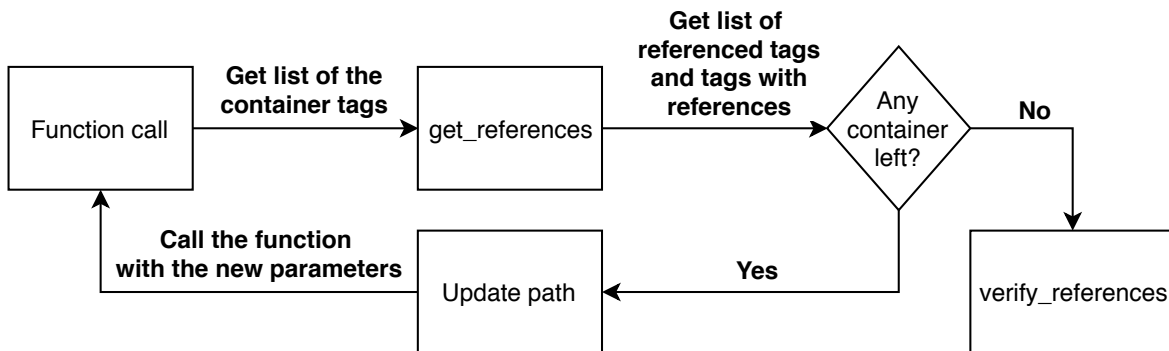 Function call
Get list of the
container tags
get_references
Get list of
referenced tags
and tags with
references
Any
container
left?
No
verify_references
Yes
Update path
Call the function
with the new parameters